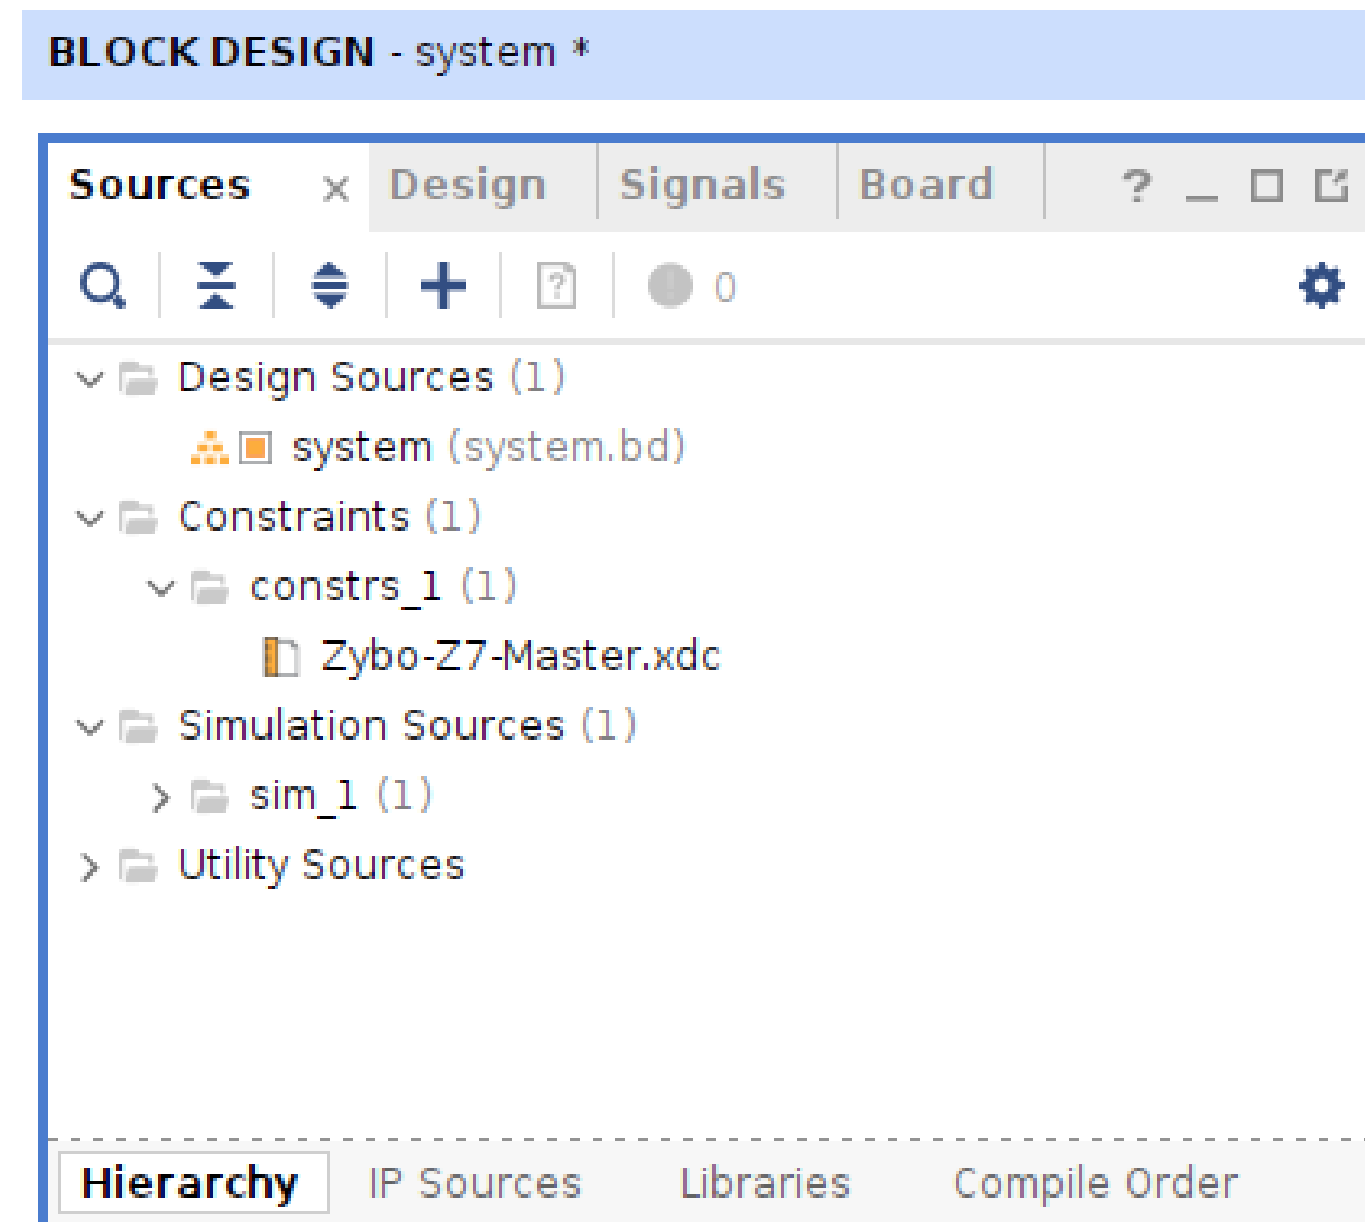 BLOCK DESIGN - system *
Sources × Design Signals Board ?
0
Design Sources (1)
system (system.bd)
Constraints (1)
constrs_1 (1)
Zybo-Z7-Master.xdc
Simulation Sources (1)
sim_1 (1)
Utility Sources
Hierarchy IP Sources Libraries Compile Order